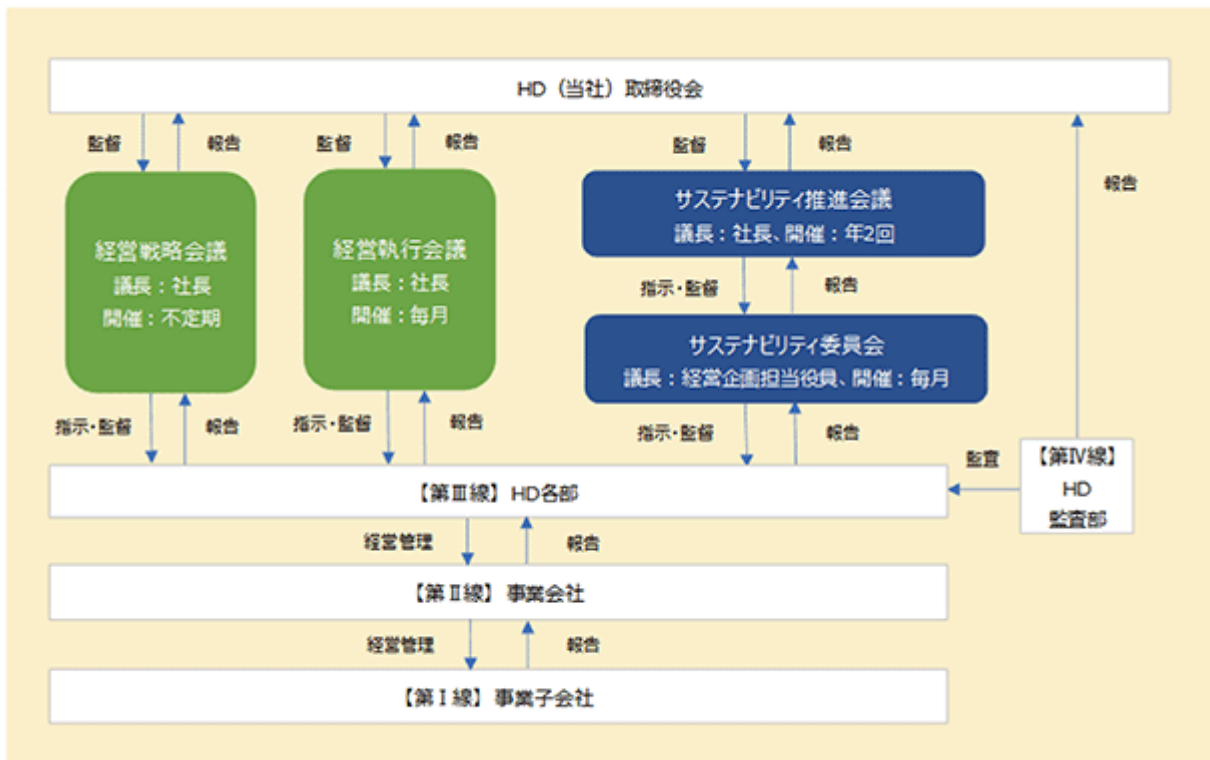 HD（当社）取締役会
監督
報告
監督
報告
監督
報告
報告
経営戦略会議
議長：社長
開催：不定期
経営執行会議
議長：社長
開催：毎月
サステナビリティ推進会議
議長：社長、開催：年2回
指示・監督
報告
サステナビリティ委員会
議長：経営企画担当役員、開催：毎月
指示・監督
報告
指示・監督
報告
指示・監督
報告
監査
【第Ⅳ線】
HD
監査部
【第Ⅲ線】HD各部
経営管理
報告
【第Ⅱ線】事業会社
経営管理
報告
【第Ⅰ線】事業子会社